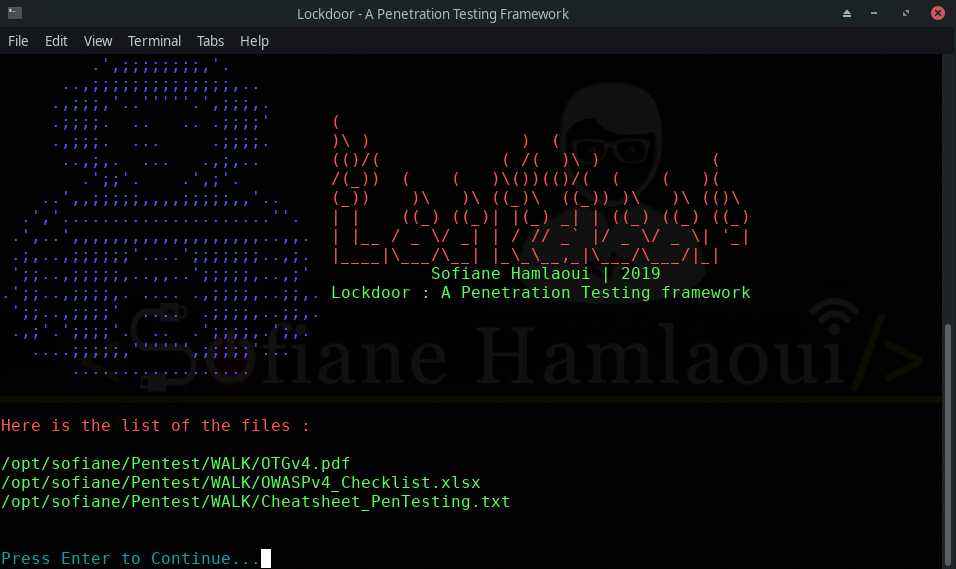 Lockdoor - A Penetration Testing Framework
File Edit View Terminal Tabs Help
Sofiane Hamlaoui | 2019
Lockdoor : A Penetration Testing framework
Sofiane Hamlaoui/>
Here is the list of the files :
/opt/sofiane/Pentest/WALK/OTGv4.pdf
/opt/sofiane/Pentest/WALK/OWASPv4_Checklist.xlsx
/opt/sofiane/Pentest/WALK/Cheatsheet_PenTesting.txt
Press Enter to Continue...